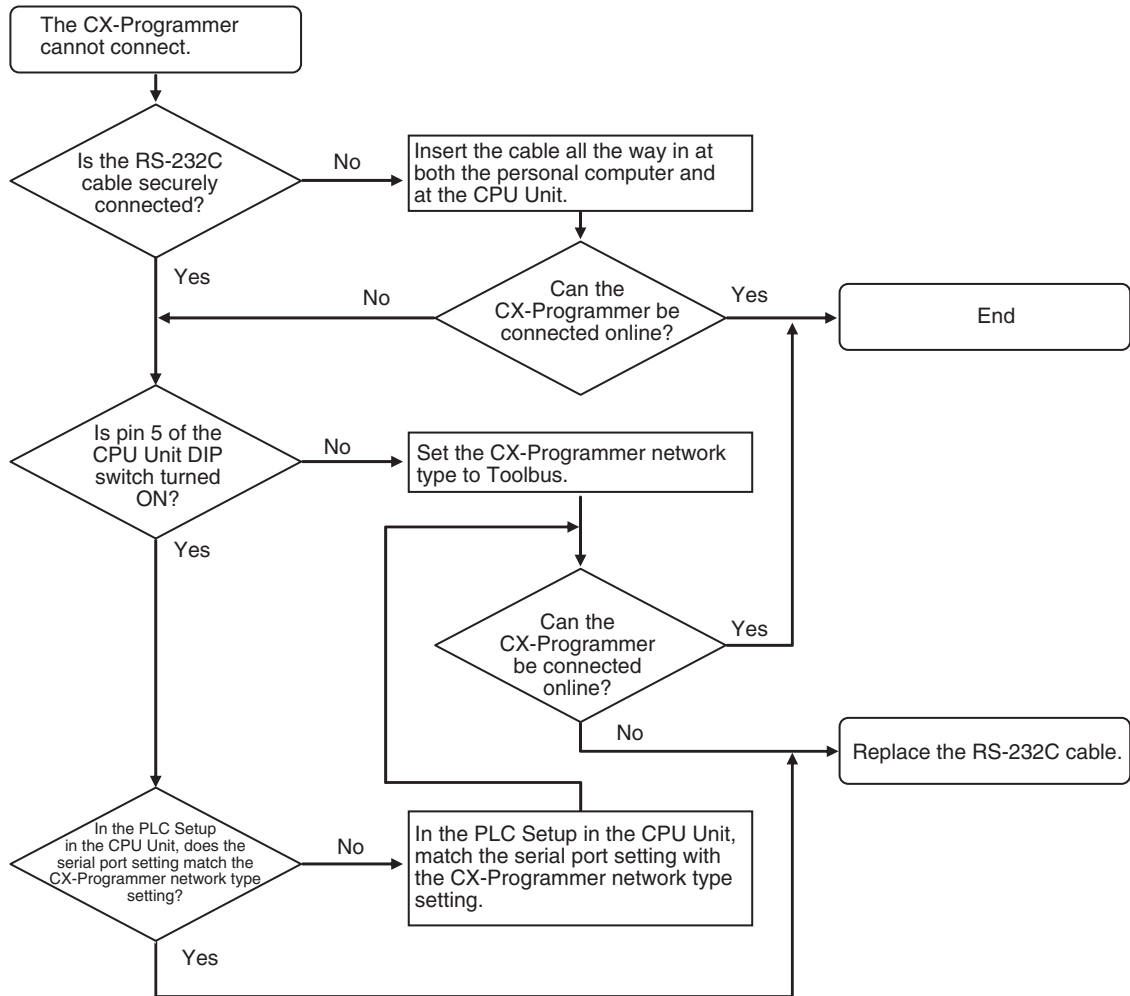 The CX-Programmer
cannot connect.
Is the RS-232C
cable securely
connected?
No
Insert the cable all the way in at
both the personal computer and
at the CPU Unit.
Yes
Can the
CX-Programmer be
connected online?
No
Yes
End
Is pin 5 of the
CPU Unit DIP
switch turned
ON?
No
Set the CX-Programmer network
type to Toolbus.
Yes
Can the
CX-Programmer
be connected
online?
Yes
No
Replace the RS-232C cable.
In the PLC Setup
in the CPU Unit, does the
serial port setting match the
CX-Programmer network type
setting?
No
In the PLC Setup in the CPU Unit,
match the serial port setting with
the CX-Programmer network type
setting.
Yes